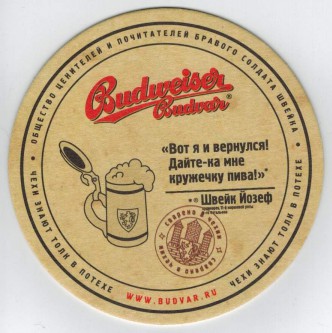 ОБЩЕСТВО ЦЕНИТЕЛЕЙ И ПОЧИТАТЕЛЕЙ БРАВОГО СОЛДАТА ШВЕЙКА
Budweiser
Budvar®
«Вот я и вернулся!
Дайте-ка мне
кружечку пива!»*
* Швейк Йозеф
ЧЕХИ ЗНАЮТ ТОЛК В ПОТЕХЕ
ЧЕХИ ЗНАЮТ ТОЛК В ПОТЕХЕ
WWW.BUDVAR.RU